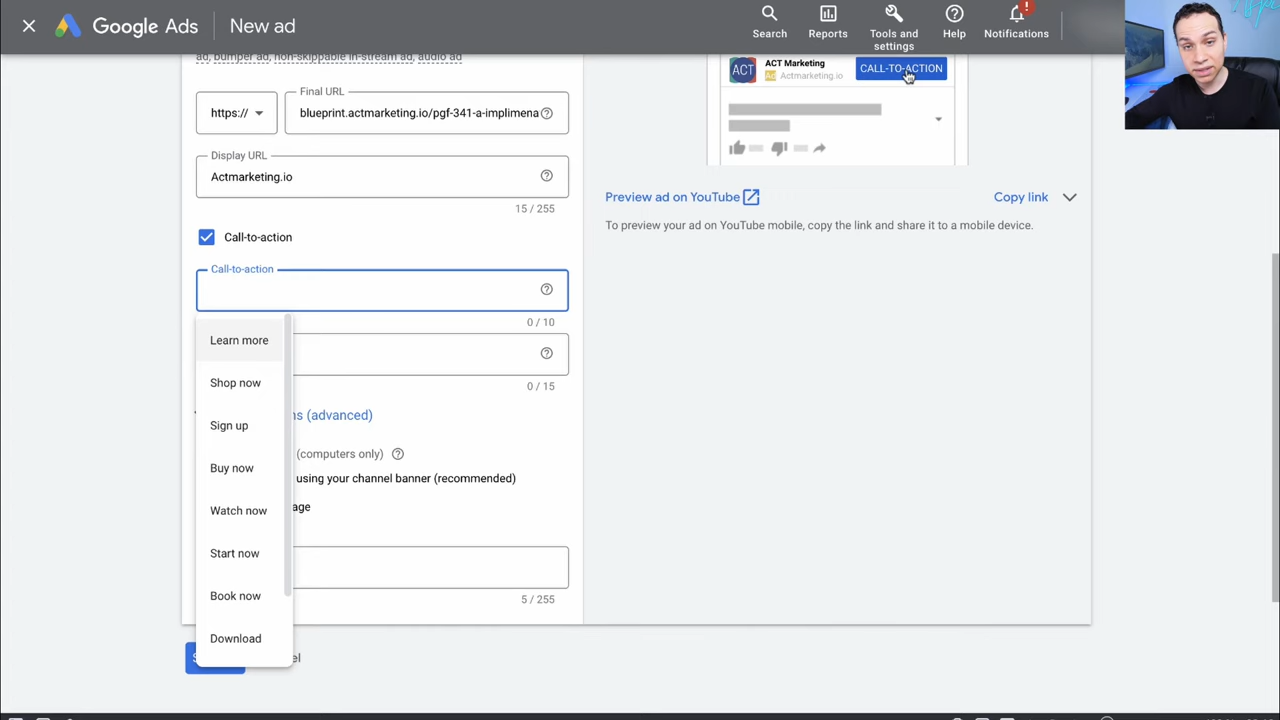 Google Ads
New ad
Search
Reports
Tools and
settings
Help
!
Notifications
ad, bumper ad, non-skippable in-stream ad, audio ad
https://
Final URL
blueprint.actmarketing.io/pgf-341-a-implimena
Display URL
Actmarketing.io
15 / 255
Call-to-action
Call-to-action
0 / 10
Learn more
Shop now
Sign up
Buy now
Watch now
Start now
Book now
Download
0 / 15
(advanced)
(computers only)
using your channel banner (recommended)
5 / 255
ACT
ACT Marketing
Ad
Actmarketing.io
CALL-TO-ACTION
Preview ad on YouTube
Copy link
To preview your ad on YouTube mobile, copy the link and share it to a mobile device.